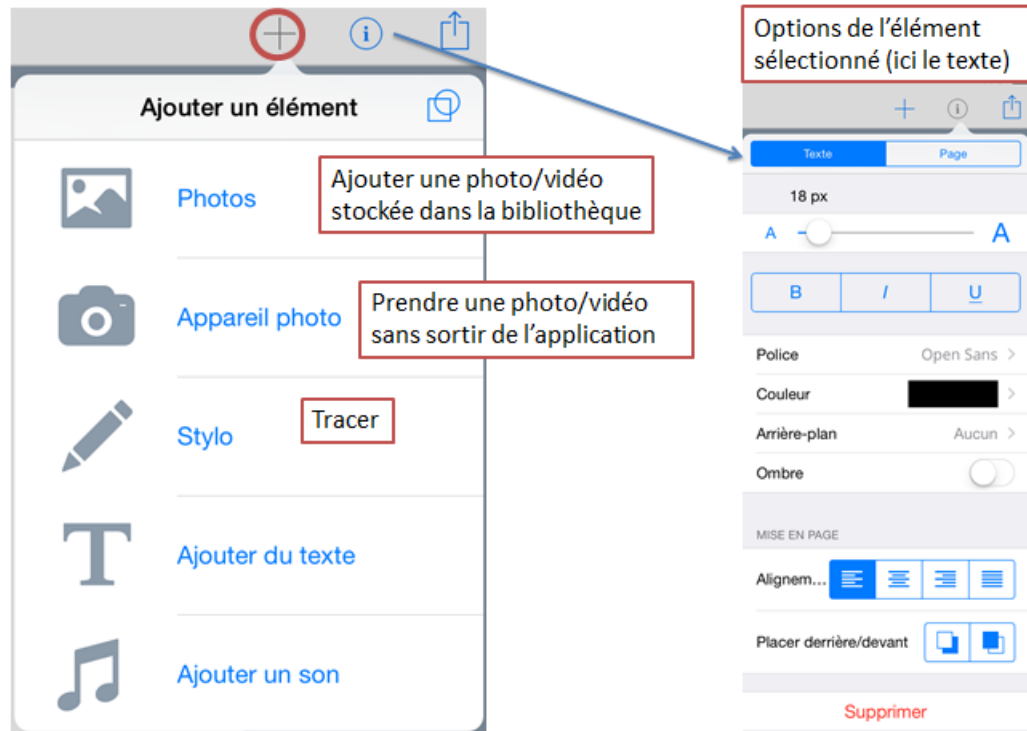 Ajouter un élément
Photos
Ajouter une photo/vidéo
stockée dans la bibliothèque
Appareil photo
Prendre une photo/vidéo
sans sortir de l'application
Stylo
Tracer
Ajouter du texte
Ajouter un son
Options de l'élément
sélectionné (ici le texte)
Texte Page
18 px
A A
B I U
Police Open Sans
Couleur
Arrière-plan Aucun
Ombre
MISE EN PAGE
Alignem...
Placer derrière/devant
Supprimer